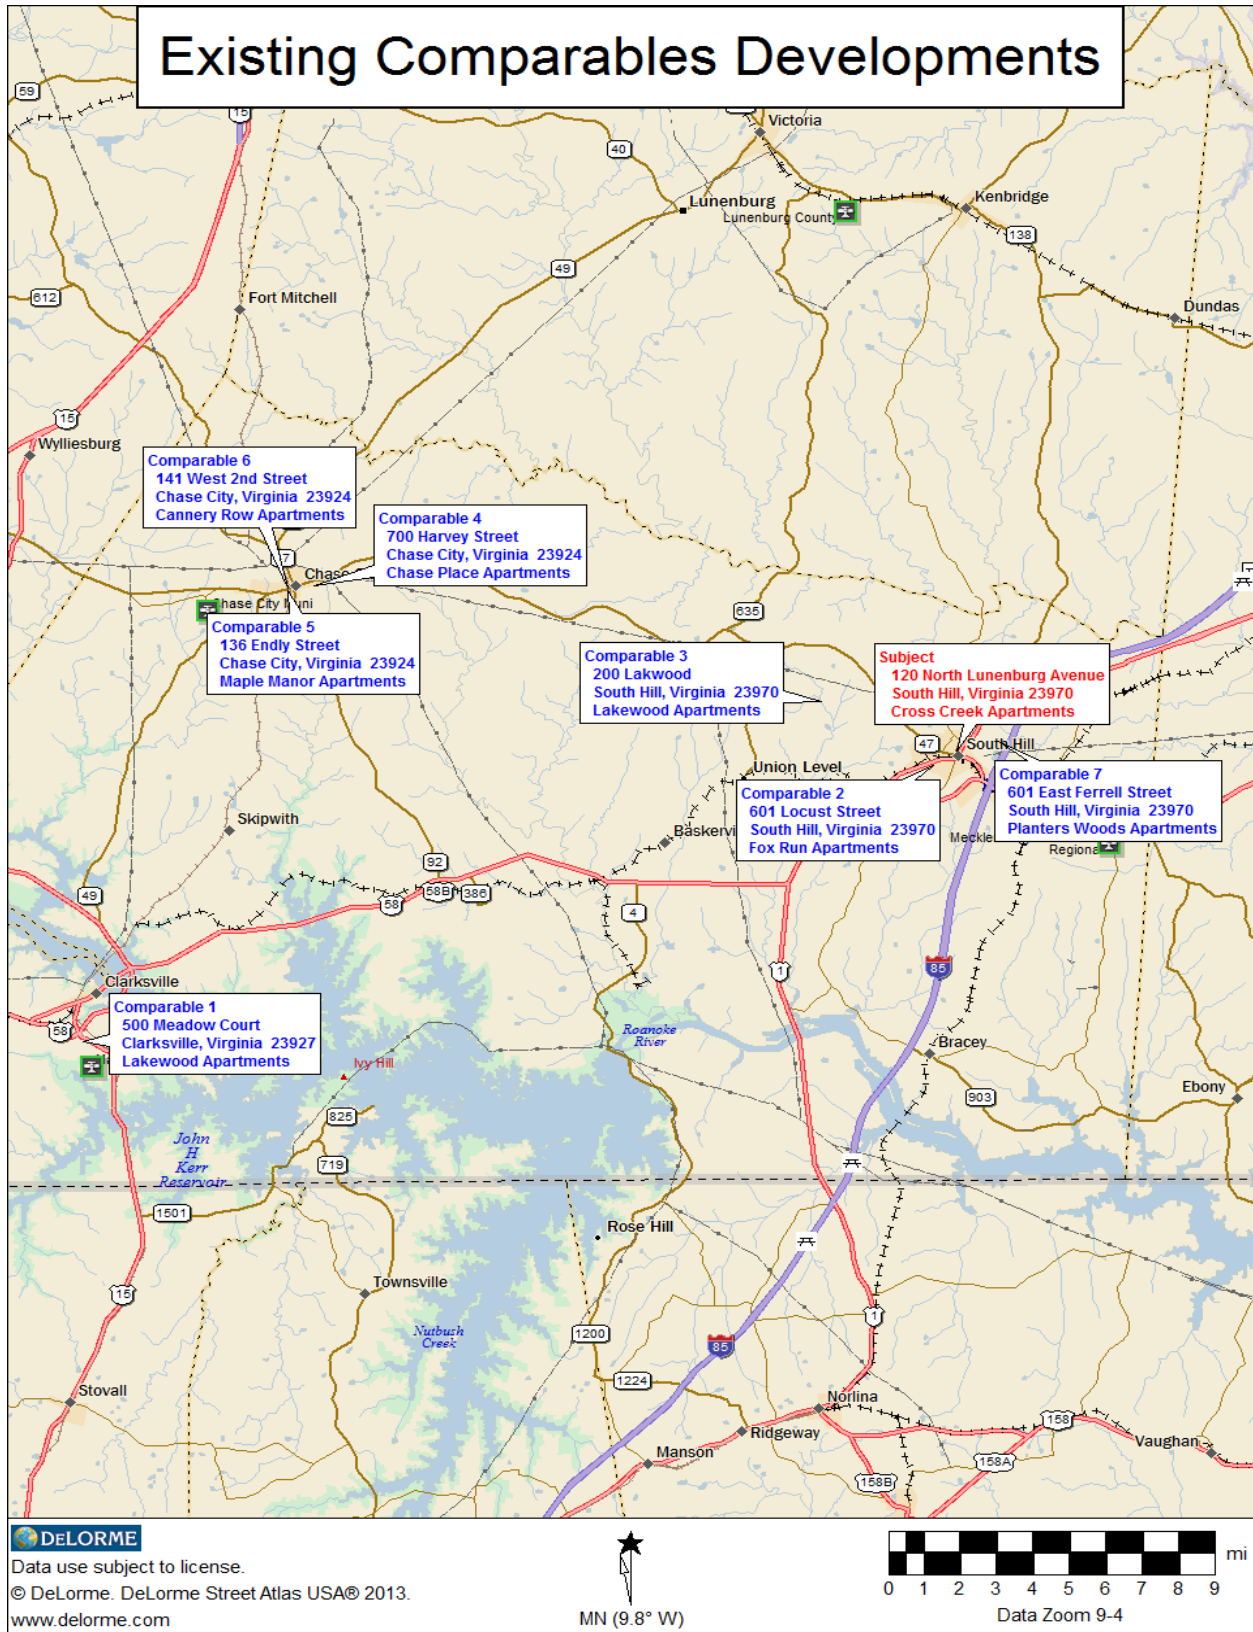 Existing Comparables Developments
59
15
Victoria
40
Lunenburg
Lunenburg County
Kenbridge
138
49
612
Fort Mitchell
Dundas
15
Wylliesburg
Comparable 6
141 West 2nd Street
Chase City, Virginia 23924
Cannery Row Apartments
Comparable 4
700 Harvey Street
Chase City, Virginia 23924
Chase Place Apartments
Chase
Chase City Muni
Comparable 5
136 Endly Street
Chase City, Virginia 23924
Maple Manor Apartments
635
Comparable 3
200 Lakwood
South Hill, Virginia 23970
Lakewood Apartments
Subject
120 North Lunenburg Avenue
South Hill, Virginia 23970
Cross Creek Apartments
47
South Hill
Union Level
Comparable 2
601 Locust Street
South Hill, Virginia 23970
Fox Run Apartments
Comparable 7
601 East Ferrell Street
South Hill, Virginia 23970
Planters Woods Apartments
Skipwith
Baskervi
Meckle
Regiona
92
49
58
58B
386
4
1
85
Clarksville
58
Comparable 1
500 Meadow Court
Clarksville, Virginia 23927
Lakewood Apartments
Roanoke
River
Bracey
Ivy Hill
Ebony
903
825
John
H
Kerr
Reservoir
719
1501
Rose Hill
Townsville
15
Nutbush
Creek
1200
1
85
1224
Stovall
Norlina
158
Ridgeway
Manson
Vaughan
158A
158B
DELORME
Data use subject to license.
© DeLorme. DeLorme Street Atlas USA® 2013.
www.delorme.com
MN (9.8° W)
mi
0 1 2 3 4 5 6 7 8 9
Data Zoom 9-4